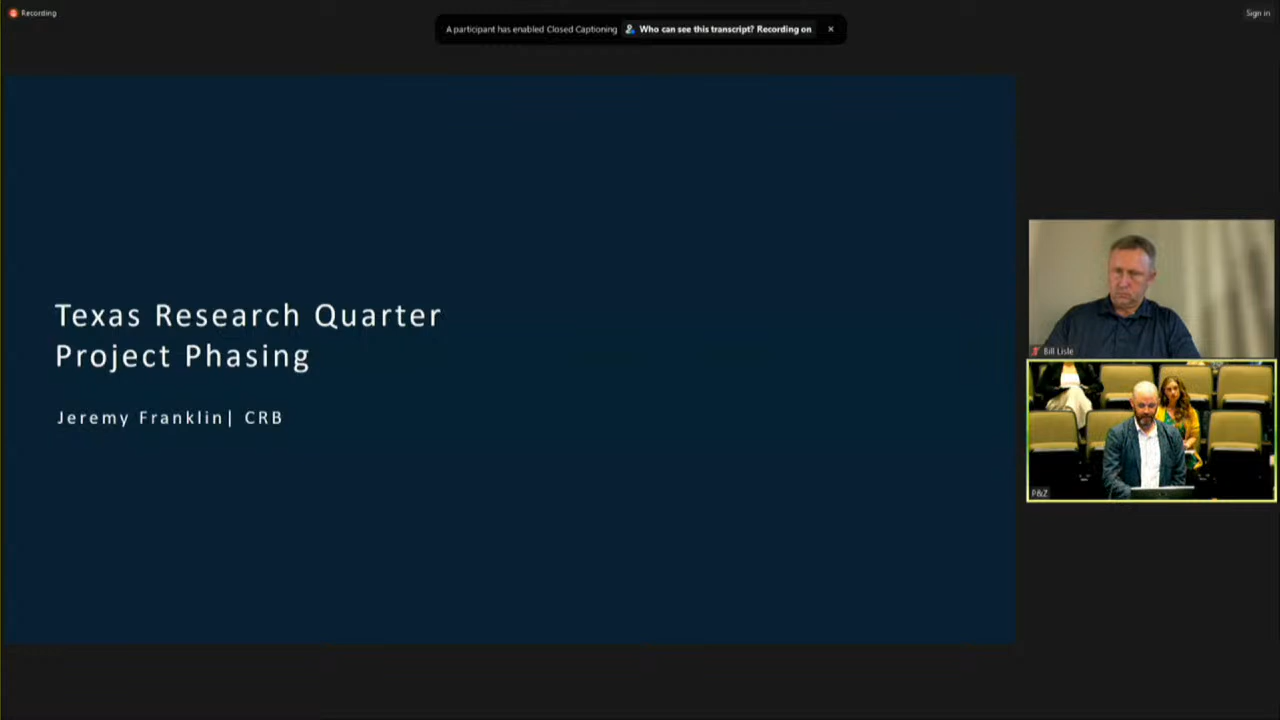 Recording
Sign in
A participant has enabled Closed Captioning Who can see this transcript? Recording on
Texas Research Quarter
Project Phasing
Jeremy Franklin| CRB
Bill Lisle
P&Z